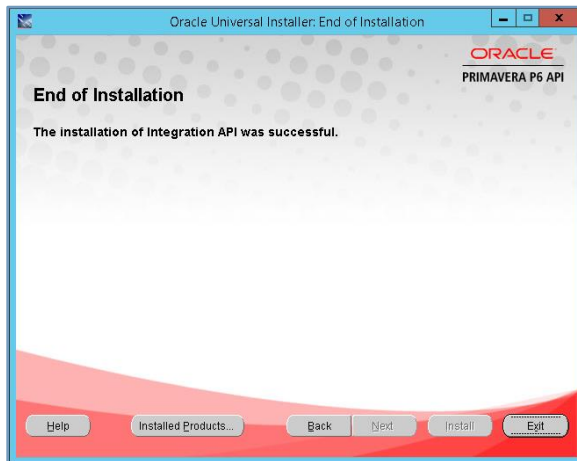 Oracle Universal Installer: End of Installation
ORACLE
PRIMAVERA P6 API
End of Installation
The installation of Integration API was successful.
Help
Installed Products...
Back
Next
Install
Exit